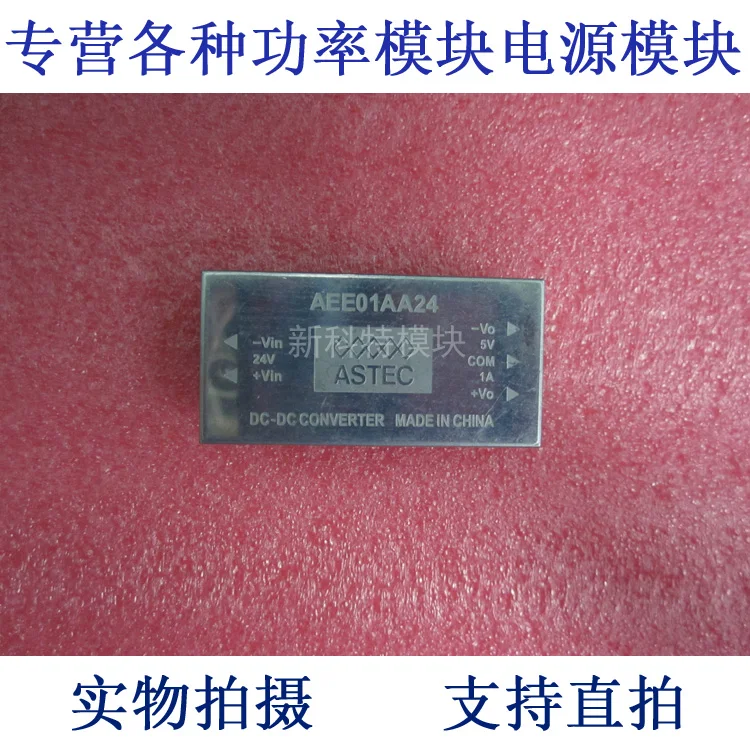 专营各种功率模块电源模块
AEE01AA24
新科特模块
-Vin
24V
+Vin
ASTEC
-Vo
5V
COM
1A
+Vo
DC-DC CONVERTER MADE IN CHINA
实物拍摄 支持直拍